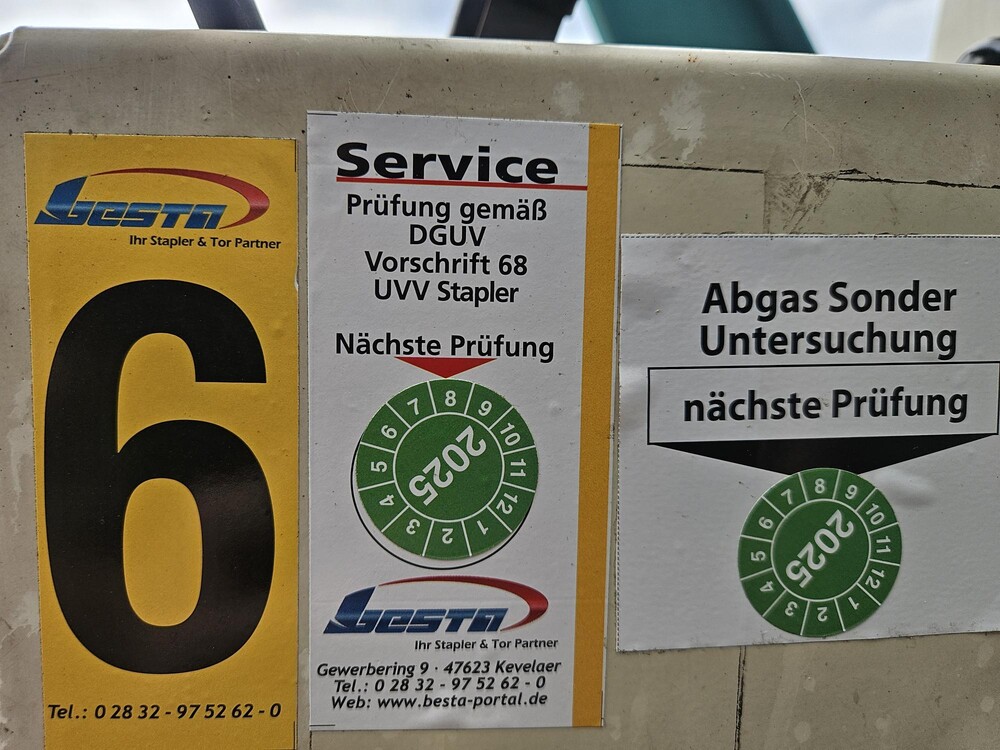 besta
Ihr Stapler & Tor Partner
6
Tel.: 0 28 32 - 97 52 62 - 0
Service
Prüfung gemäß
DGUV
Vorschrift 68
UVV Stapler
Nächste Prüfung
1 2 3 4 5 6 7 8 9 10 11 12
2025
besta
Ihr Stapler & Tor Partner
Gewerbering 9 · 47623 Kevelaer
Tel.: 0 28 32 - 97 52 62 - 0
Web: www.besta-portal.de
Abgas Sonder
Untersuchung
nächste Prüfung
1 2 3 4 5 6 7 8 9 10 11 12
2025